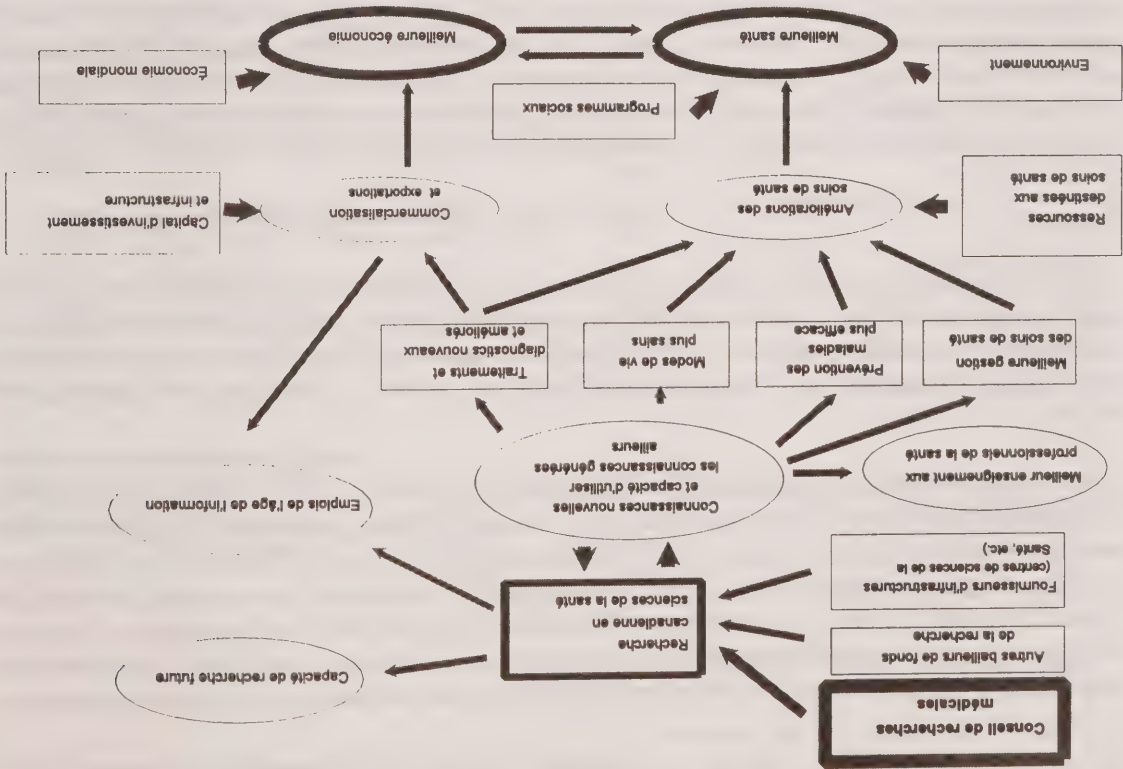 Conseil de recherches
médicales
Autres bailleurs de fonds
de la recherche
Fournisseurs d'infrastructures
(centres de sciences de la
Santé, etc.)
Recherche
canadienne en
sciences de la santé
Capacité de recherche future
Emplois de l'âge de l'information
Meilleur enseignement aux
professionnels de la santé
Connaissances nouvelles
et capacité d'utiliser
les connaissances générées
ailleurs
Meilleure gestion
des soins de santé
Prévention des
maladies
plus efficace
Modes de vie
plus sains
Traitements et
diagnostics nouveaux
et améliorés
Ressources
destinées aux
soins de santé
Améliorations des
soins de santé
Commercialisation
et exportations
Capital d'investissement
et infrastructure
Programmes sociaux
Environnement
Meilleure santé
Meilleure économie
Économie mondiale